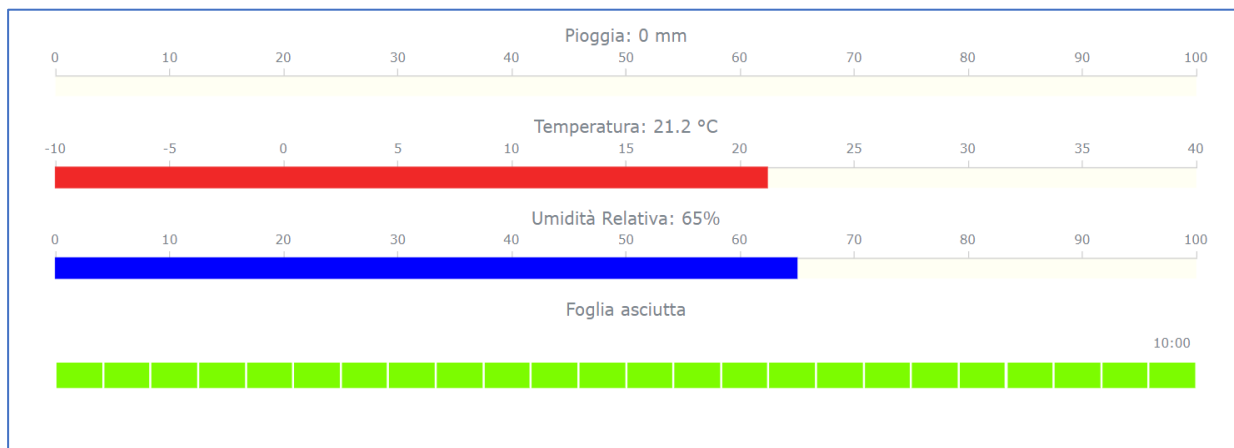 Pioggia: 0 mm
0 10 20 30 40 50 60 70 80 90 100
Temperatura: 21.2 °C
-10 -5 0 5 10 15 20 25 30 35 40
Umidità Relativa: 65%
0 10 20 30 40 50 60 70 80 90 100
Foglia asciutta
10:00